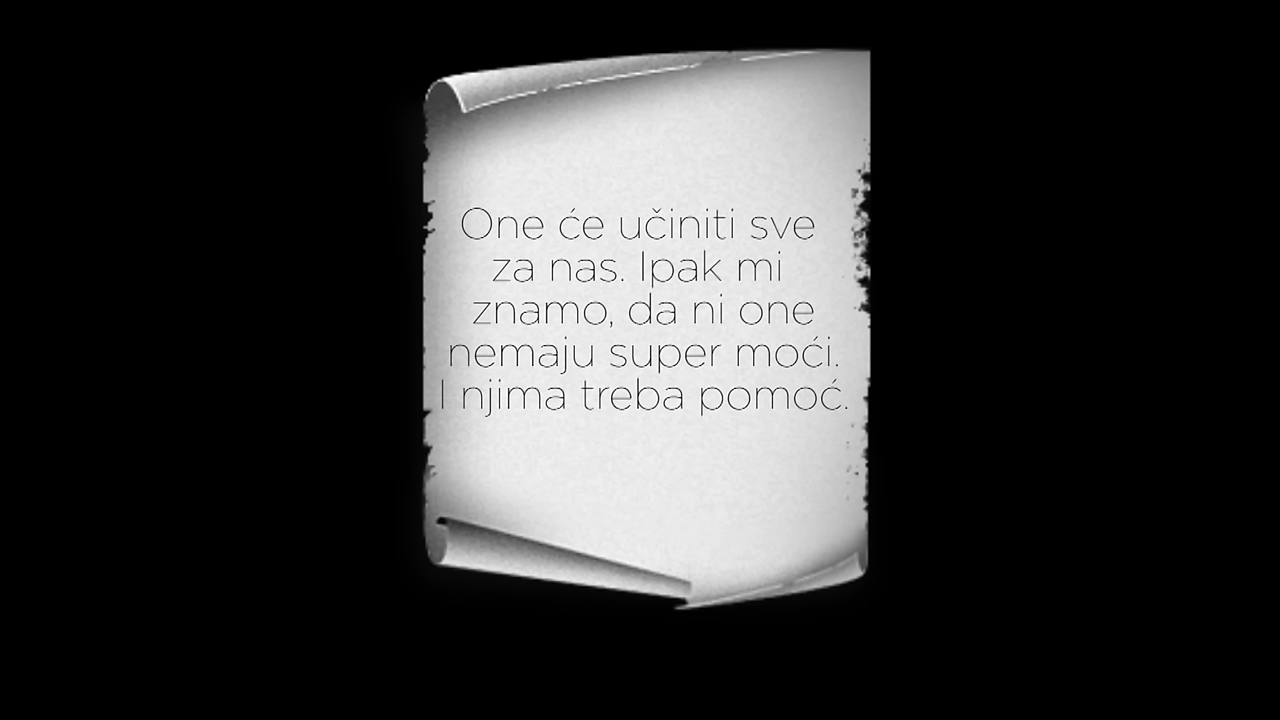 One će učiniti sve
za nas. Ipak mi
znamo, da ni one
nemaju super moći.
I njima treba pomoć.